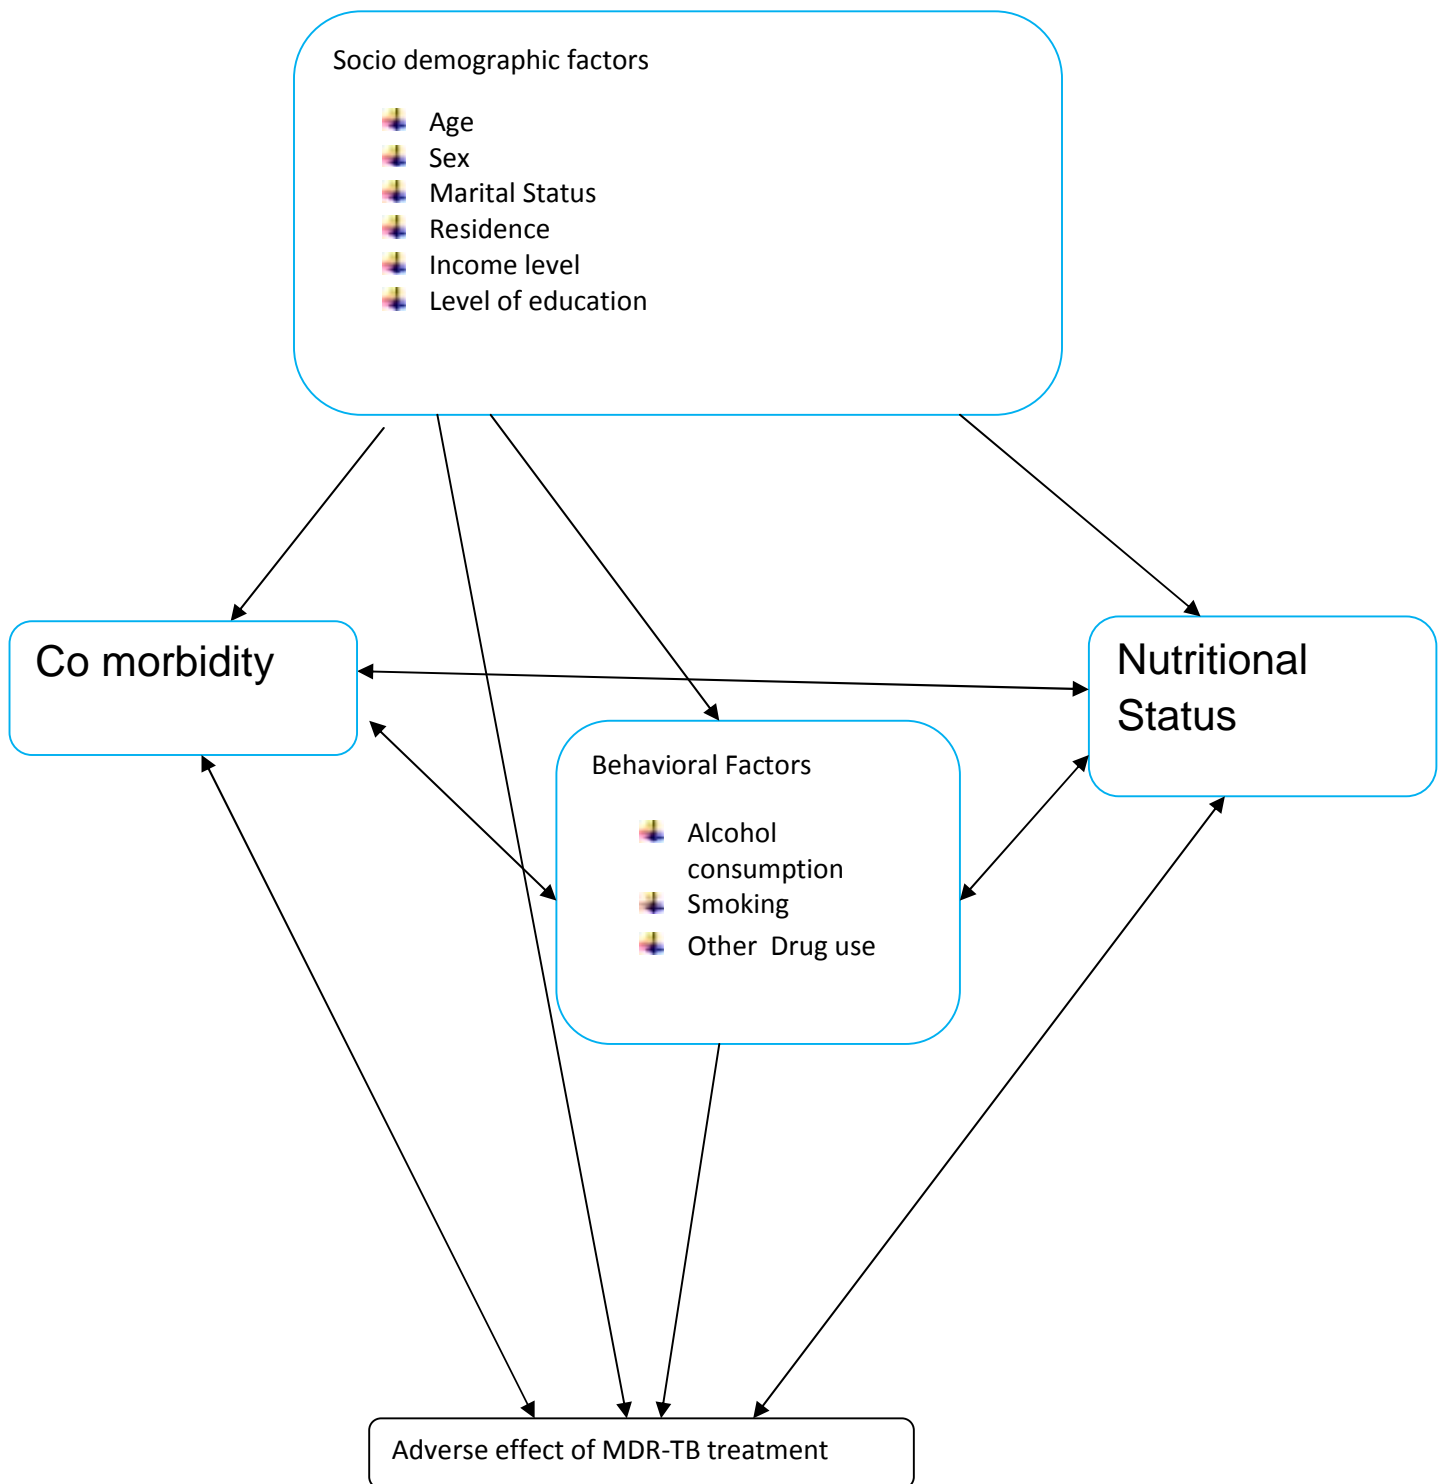 Socio demographic factors
Age
Sex
Marital Status
Residence
Income level
Level of education
Co morbidity
Nutritional
Status
Behavioral Factors
Alcohol
consumption
Smoking
Other  Drug use
Adverse effect of MDR-TB treatment